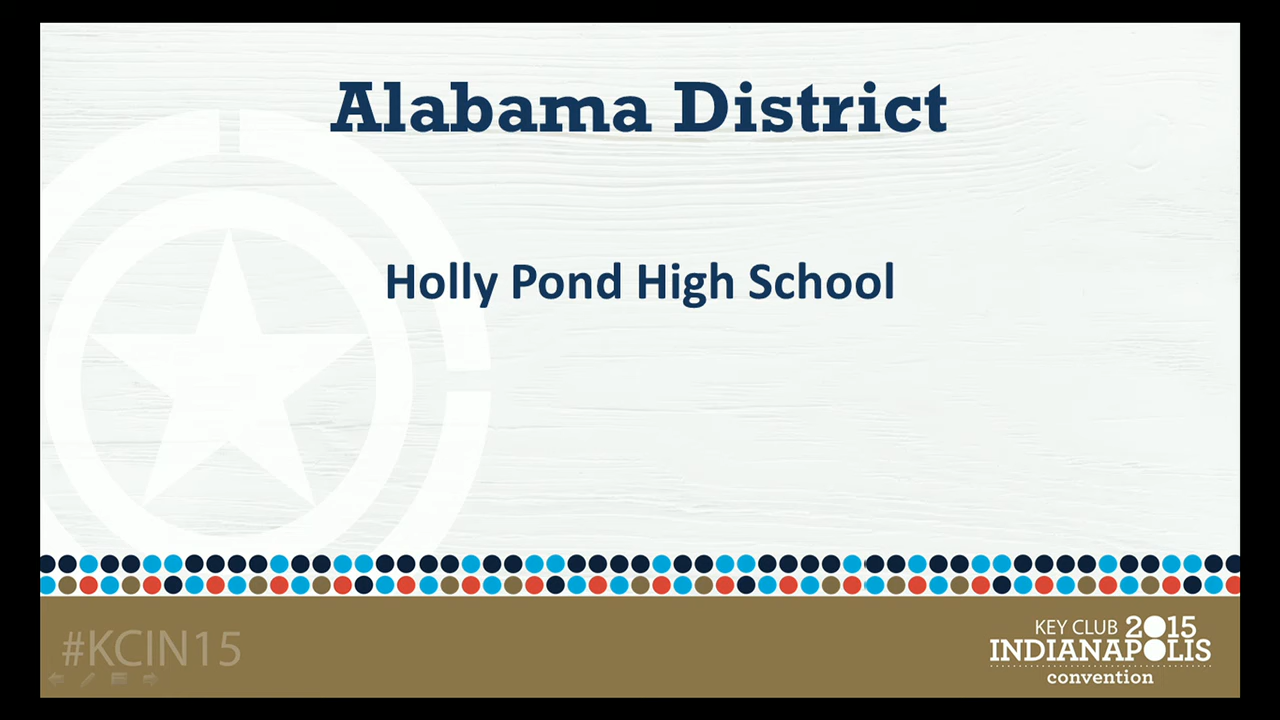 Alabama District
Holly Pond High School
#KCIN15
KEY CLUB 2015
INDIANAPOLIS
convention